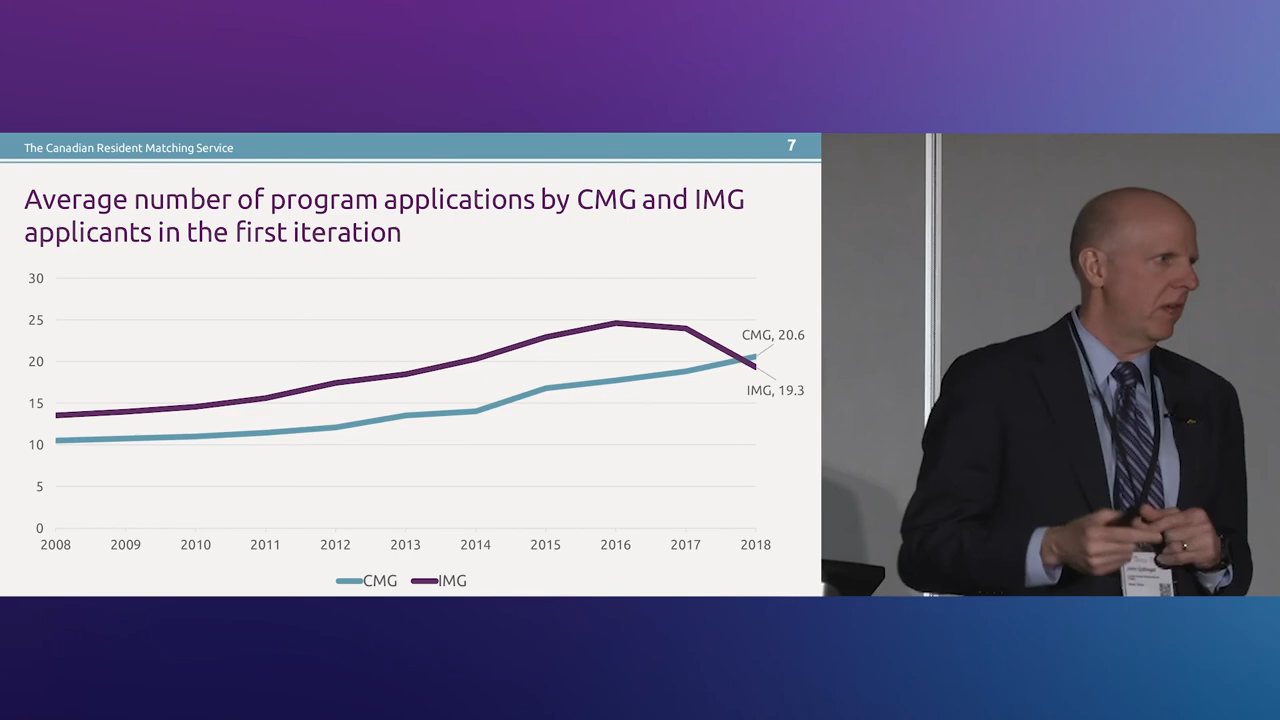 The Canadian Resident Matching Service
7
Average number of program applications by CMG and IMG
applicants in the first iteration
30
25
20
15
10
5
0
CMG, 20.6
IMG, 19.3
2008 2009 2010 2011 2012 2013 2014 2015 2016 2017 2018
CMG IMG